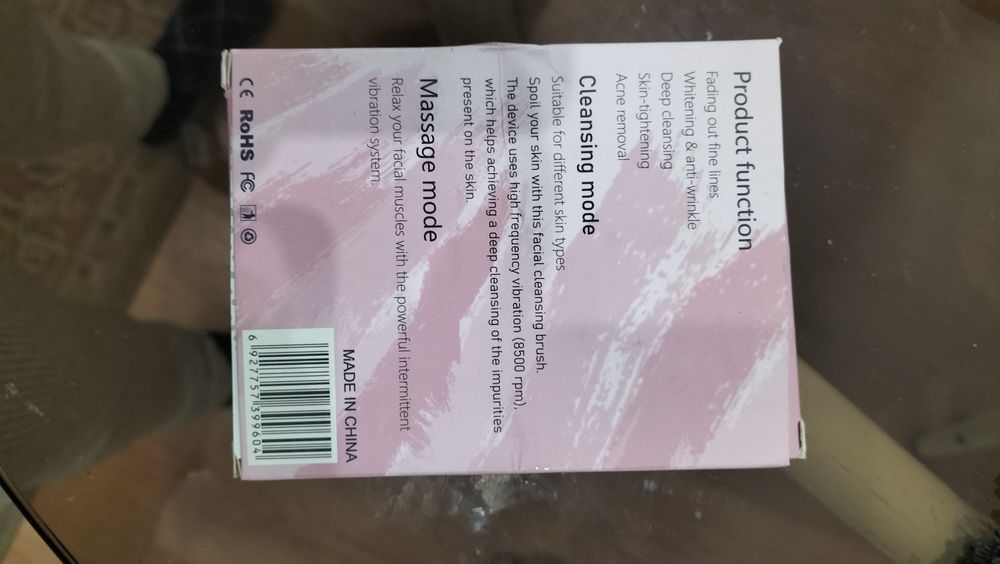 Product function
Fading out fine lines
Whitening & anti-wrinkle
Deep cleansing
Skin-tightening
Acne removal
Cleansing mode
Suitable for different skin types
Spoil your skin with this facial cleansing brush.
The device uses high frequency vibration (8500 rpm),
which helps achieving a deep cleansing of the impurities
present on the skin.
Massage mode
Relax your facial muscles with the powerful intermittent
vibration system.
MADE IN CHINA
6 927757 399604
CE RoHS FC